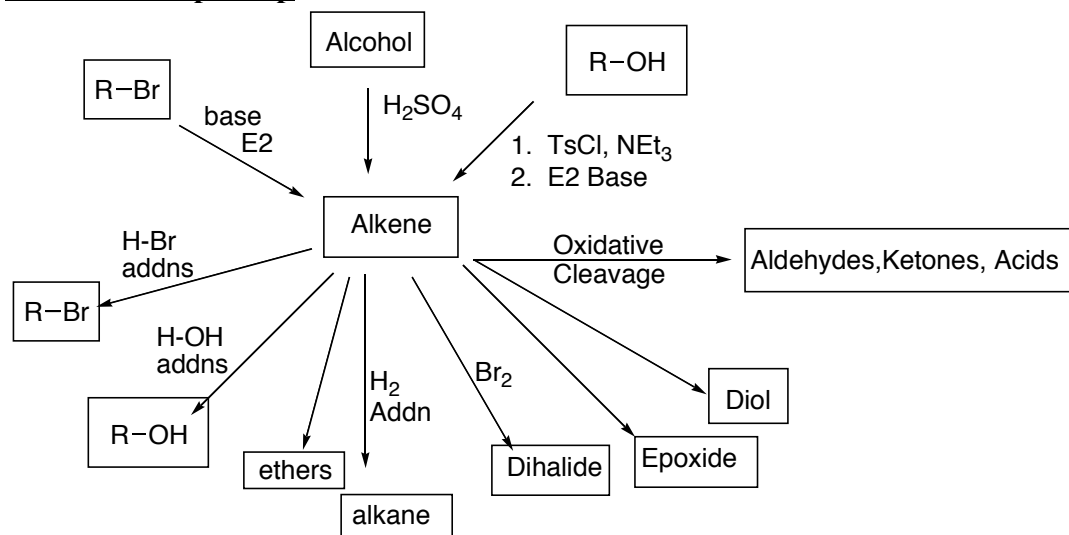 Alcohol
R–OH
R–Br
H₂SO₄
base
E2
1. TsCl, NEt₃
2. E2 Base
Alkene
H-Br
addns
Oxidative
Cleavage
Aldehydes,Ketones, Acids
R–Br
H-OH
addns
H₂
Addn
Br₂
Diol
R–OH
ethers
Dihalide
Epoxide
alkane